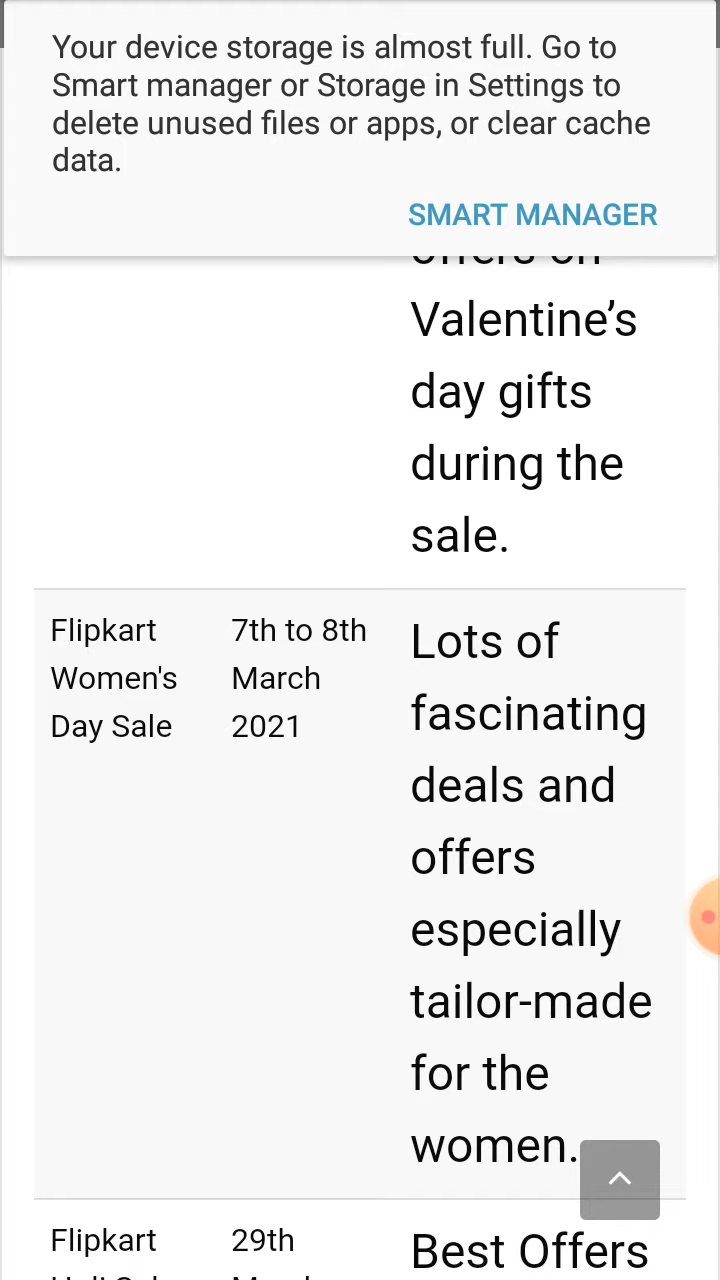 Your device storage is almost full. Go to
Smart manager or Storage in Settings to
delete unused files or apps, or clear cache
data.
SMART MANAGER
offers on
Valentine’s
day gifts
during the
sale.
Flipkart
Women's
Day Sale
7th to 8th
March
2021
Lots of
fascinating
deals and
offers
especially
tailor-made
for the
women.
Flipkart
29th
Best Offers